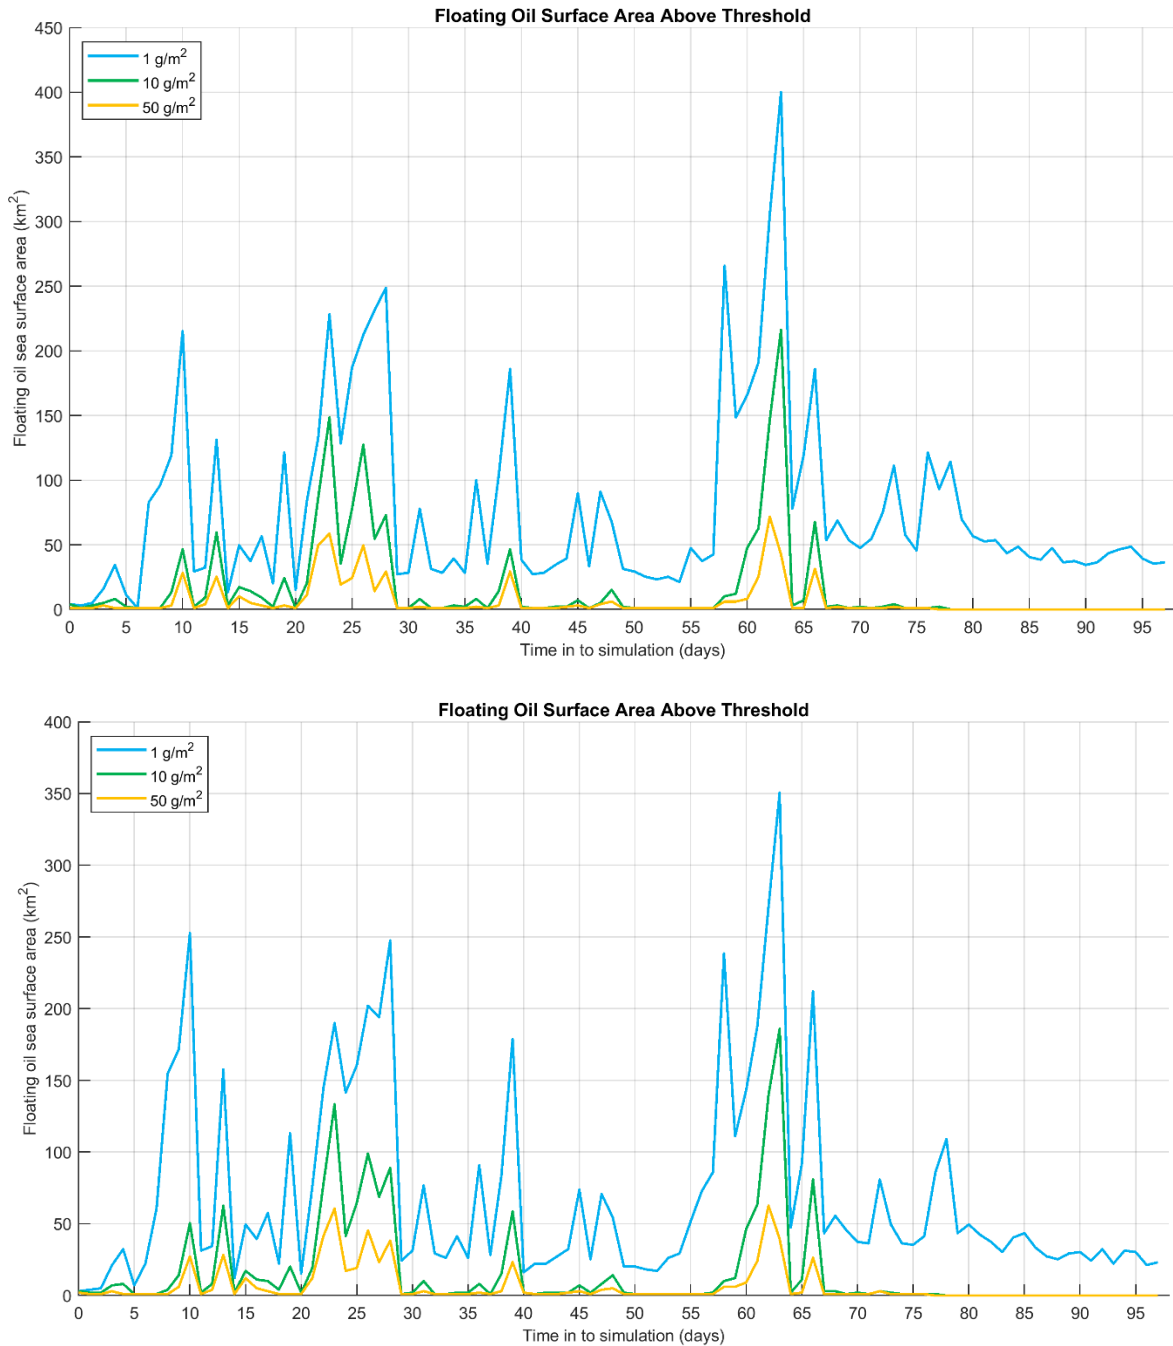 Floating Oil Surface Area Above Threshold
450
400
350
300
250
200
150
100
50
0
1 g/m²
10 g/m²
50 g/m²
Floating oil sea surface area (km²)
0 5 10 15 20 25 30 35 40 45 50 55 60 65 70 75 80 85 90 95
Time in to simulation (days)
Floating Oil Surface Area Above Threshold
400
350
300
250
200
150
100
50
0
1 g/m²
10 g/m²
50 g/m²
Floating oil sea surface area (km²)
0 5 10 15 20 25 30 35 40 45 50 55 60 65 70 75 80 85 90 95
Time in to simulation (days)